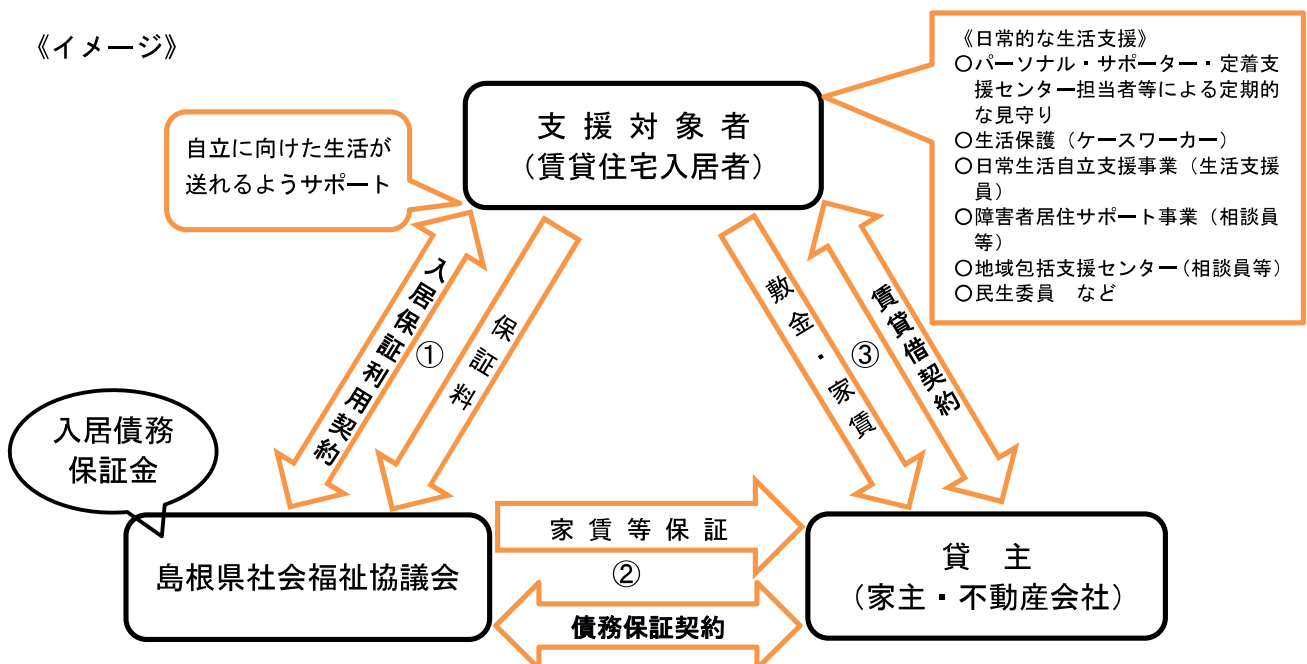 《イメージ》
《日常的な生活支援》
〇パーソナル・サポーター・定着支
援センター担当者等による定期的
な見守り
〇生活保護（ケースワーカー）
〇日常生活自立支援事業（生活支援
員）
〇障害者居住サポート事業（相談員
等）
〇地域包括支援センター（相談員等）
〇民生委員　など
支援対象者
（賃貸住宅入居者）
自立に向けた生活が
送れるようサポート
入居保証利用契約
①
保証料
敷金・家賃
③
賃貸借契約
入居債務
保証金
島根県社会福祉協議会
家賃等保証
②
債務保証契約
貸　主
（家主・不動産会社）